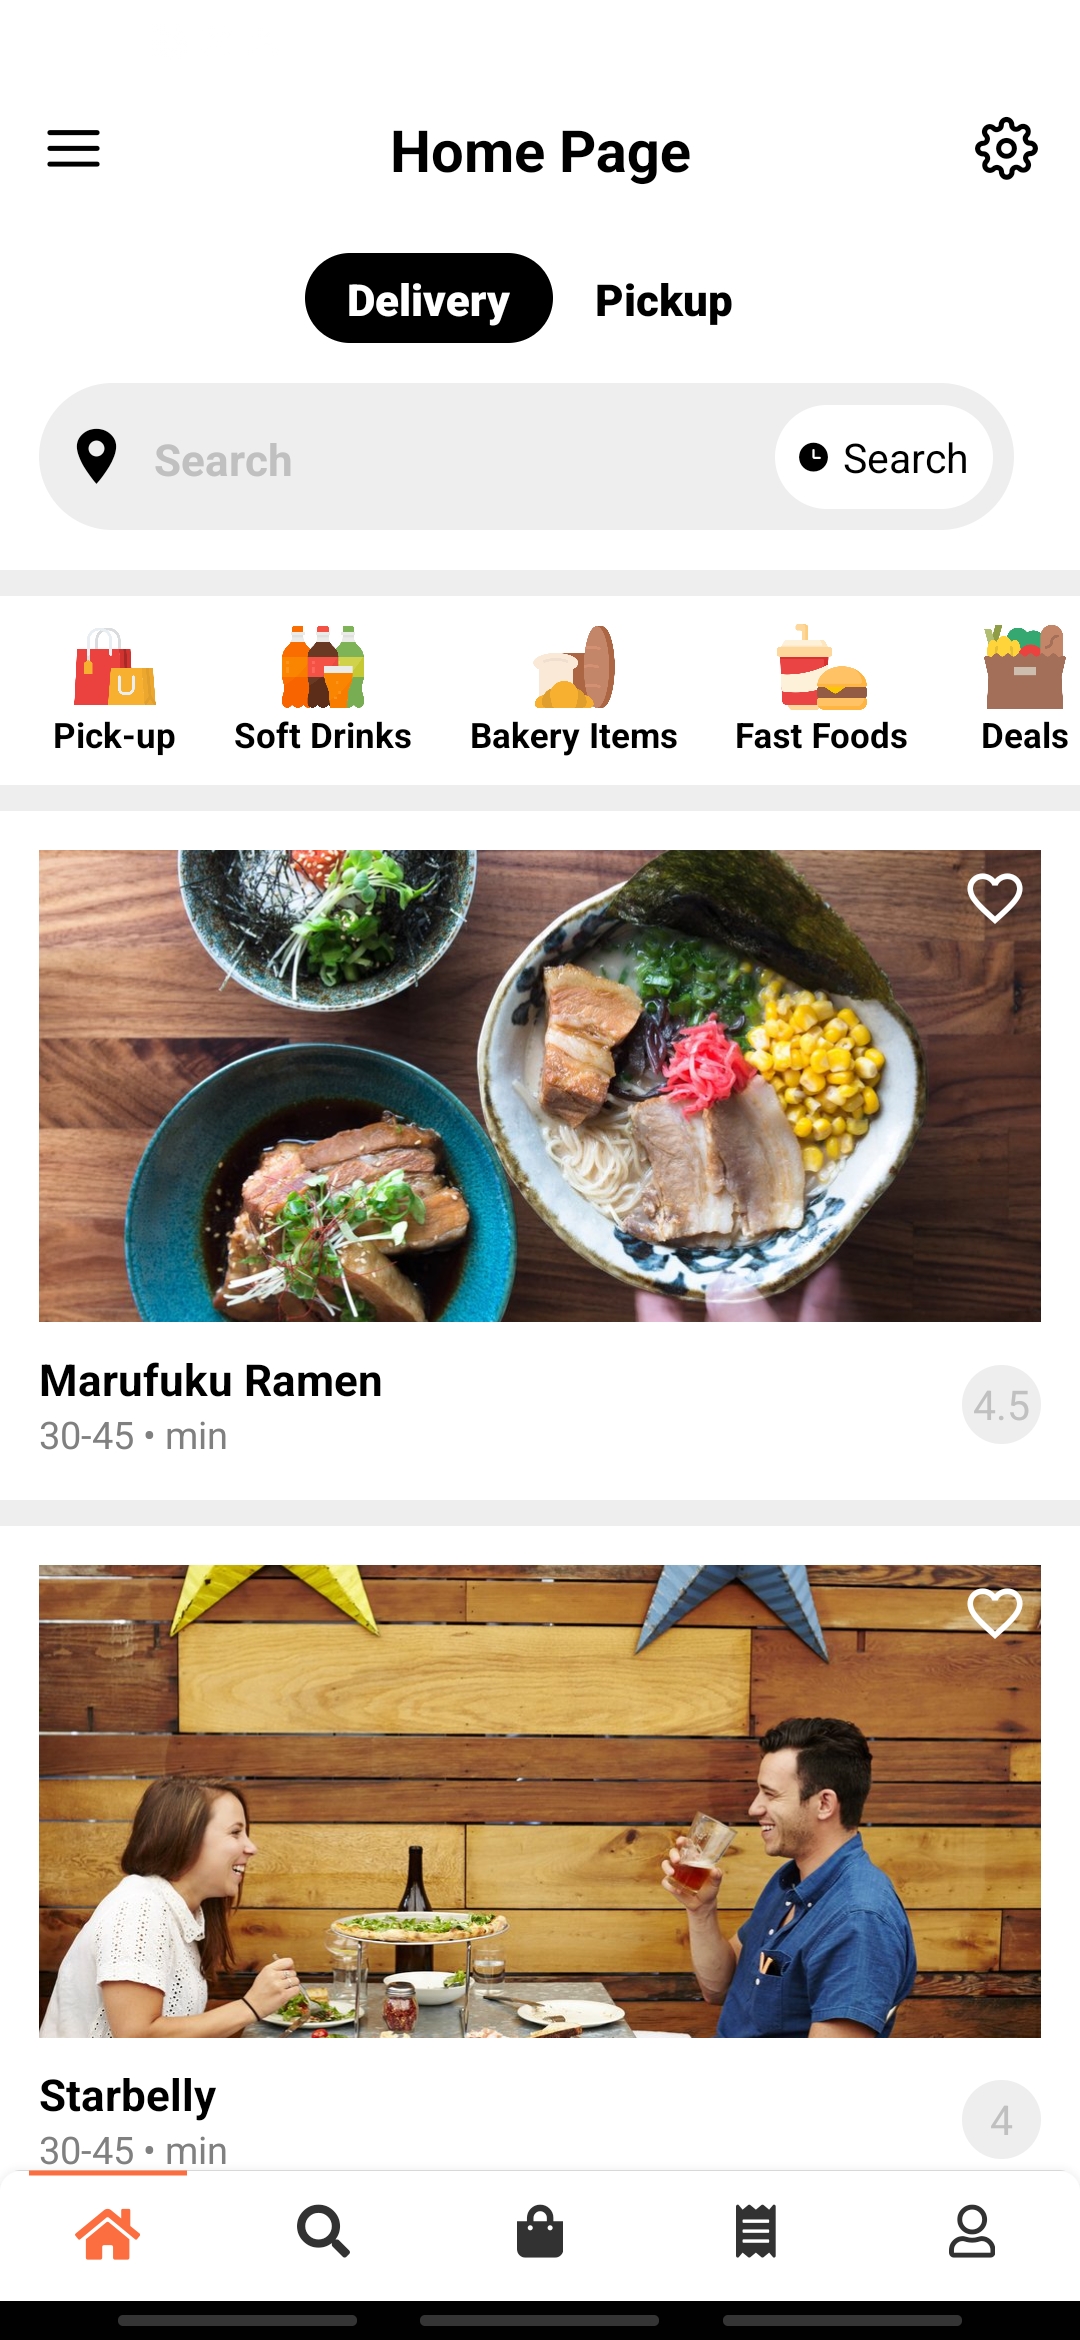 Home Page
Delivery
Pickup
Search
Search
Pick-up
Soft Drinks
Bakery Items
Fast Foods
Deals
Marufuku Ramen
4.5
30-45 • min
Starbelly
4
30-45 • min